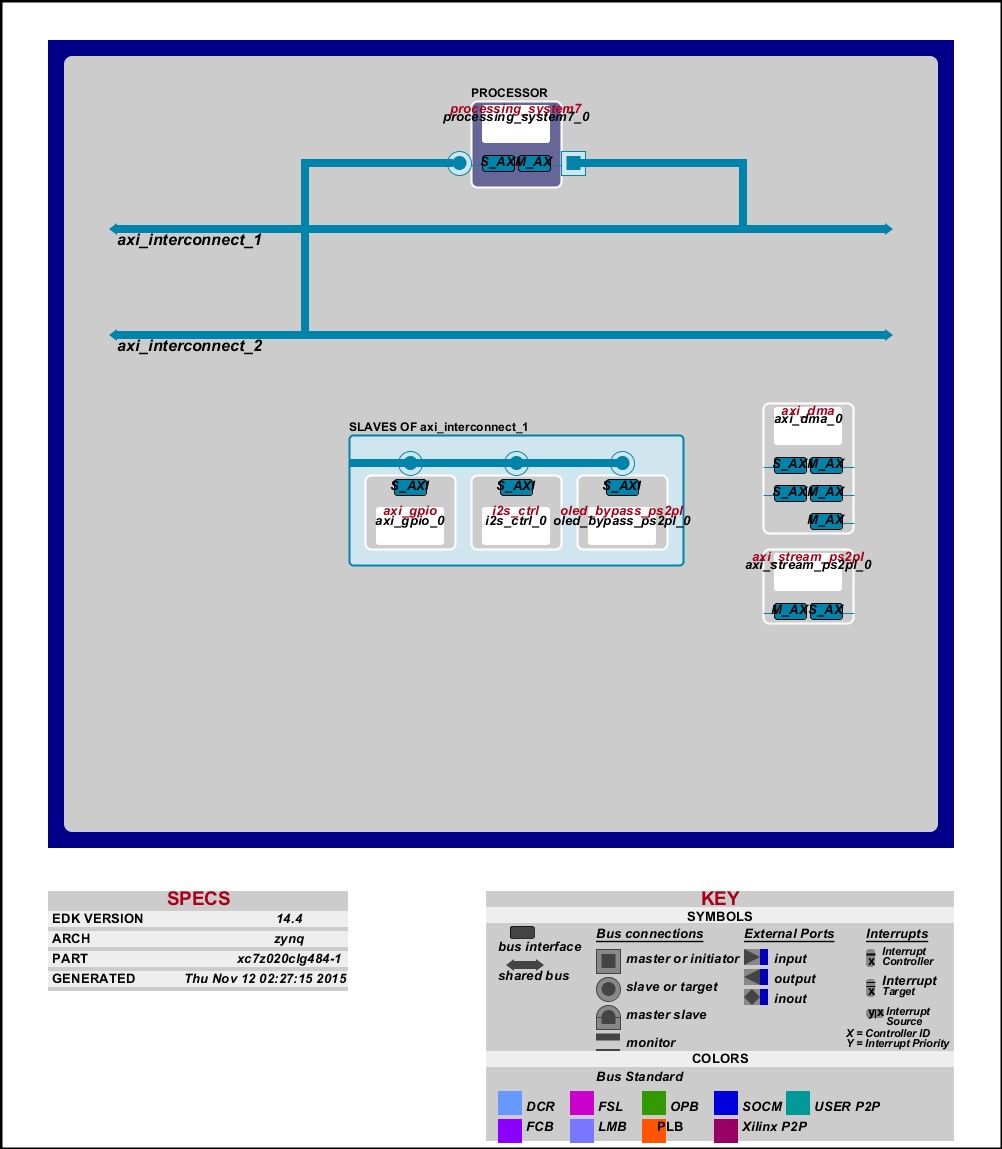 PROCESSOR
processing_system7
processing_system7_0
S_AX M_AX
axi_interconnect_1
axi_interconnect_2
SLAVES OF axi_interconnect_1
S_AXI
S_AXI
S_AXI
axi_gpio
axi_gpio_0
i2s_ctrl
i2s_ctrl_0
oled_bypass_ps2pl
oled_bypass_ps2pl_0
axi_dma
axi_dma_0
S_AX M_AX
S_AX M_AX
M_AX
axi_stream_ps2pl
axi_stream_ps2pl_0
M_AX S_AX
SPECS
EDK VERSION 14.4
ARCH zynq
PART xc7z020clg484-1
GENERATED Thu Nov 12 02:27:15 2015
KEY
SYMBOLS
bus interface
shared bus
Bus connections
master or initiator
slave or target
master slave
monitor
External Ports
input
output
inout
Interrupts
x
Interrupt
Controller
x
Interrupt
Target
y x
Interrupt
Source
X = Controller ID
Y = Interrupt Priority
COLORS
Bus Standard
DCR FSL OPB SOCM USER P2P
FCB LMB PLB Xilinx P2P